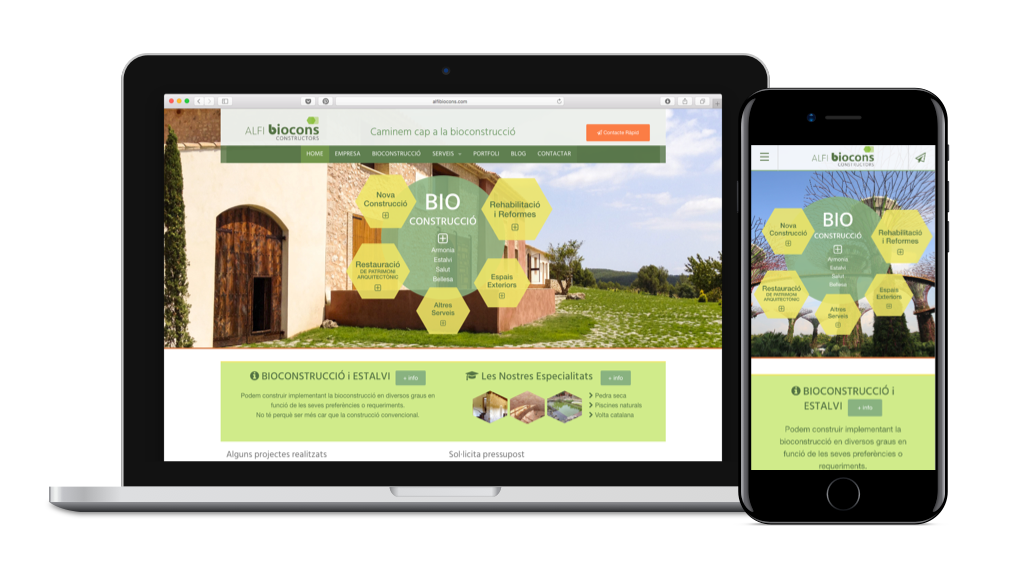 alfibiocons.com
ALFI biocons
CONSTRUCTORS
Caminem cap a la bioconstrucció
Contacte Ràpid
HOME EMPRESA BIOCONSTRUCCIÓ SERVEIS PORTFOLI BLOG CONTACTAR
Nova
Construcció
BIO
CONSTRUCCIÓ
Armonia
Estalvi
Salut
Bellesa
Rehabilitació
i Reformes
Restauració
DE PATRIMONI
ARQUITECTÒNIC
Espais
Exteriors
Altres
Serveis
BIOCONSTRUCCIÓ i ESTALVI + info
Podem construir implementant la bioconstrucció en diversos graus en
funció de les seves preferències o requeriments.
No té perquè ser més car que la construcció convencional.
Les Nostres Especialitats + info
Pedra seca
Piscines naturals
Volta catalana
Alguns projectes realitzats
Sol·licita pressupost
ALFI biocons
CONSTRUCTORS
Nova
Construcció
BIO
CONSTRUCCIÓ
Armonia
Estalvi
Salut
Bellesa
Rehabilitació
i Reformes
Restauració
DE PATRIMONI
ARQUITECTÒNIC
Espais
Exteriors
Altres
Serveis
BIOCONSTRUCCIÓ i
ESTALVI + info
Podem construir implementant la
bioconstrucció en diversos graus en
funció de les seves preferències o
requeriments.